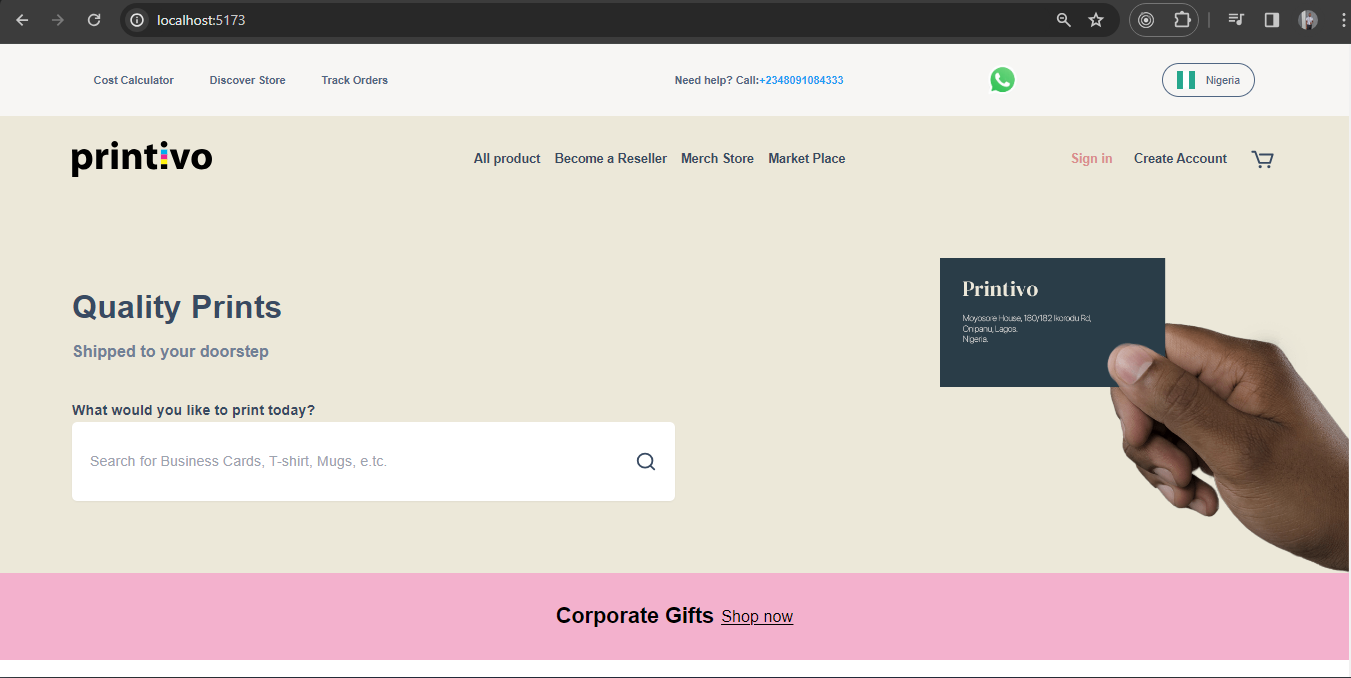 localhost:5173
Cost Calculator Discover Store Track Orders Need help? Call:+2348091084333 Nigeria
printivo All product Become a Reseller Merch Store Market Place Sign in Create Account
Printivo
Moyosore House, 180/182 Ikorodu Rd,
Onipanu, Lagos.
Nigeria.
Quality Prints
Shipped to your doorstep
What would you like to print today?
Search for Business Cards, T-shirt, Mugs, e.tc.
Corporate Gifts Shop now